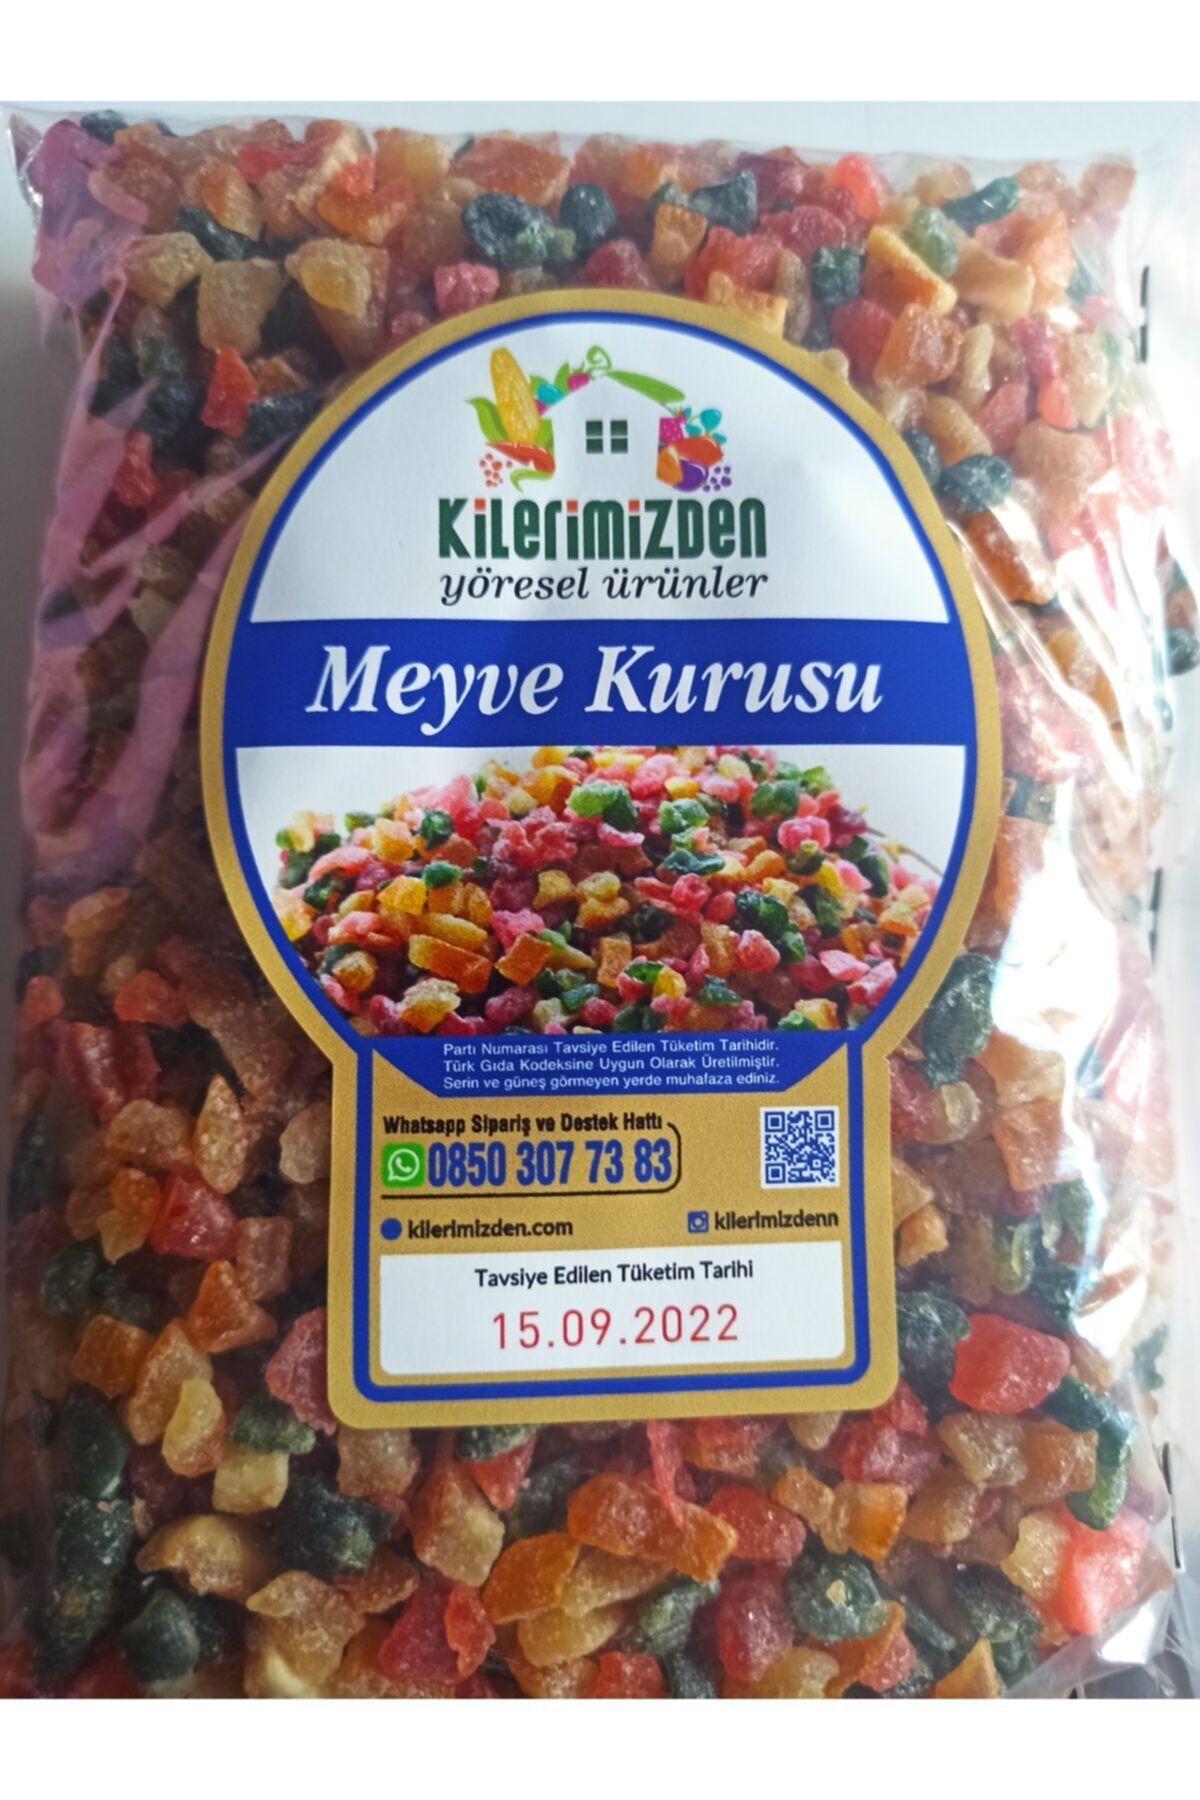 KiLeriMiZDen
yöresel ürünler
Meyve Kurusu
Parti Numarası Tavsiye Edilen Tüketim Tarihidir.
Türk Gıda Kodeksine Uygun Olarak Üretilmiştir.
Serin ve güneş görmeyen yerde muhafaza ediniz.
Whatsapp Sipariş ve Destek Hattı
0850 307 73 83
kilerimizden.com
kilerimizdenn
Tavsiye Edilen Tüketim Tarihi
15.09.2022